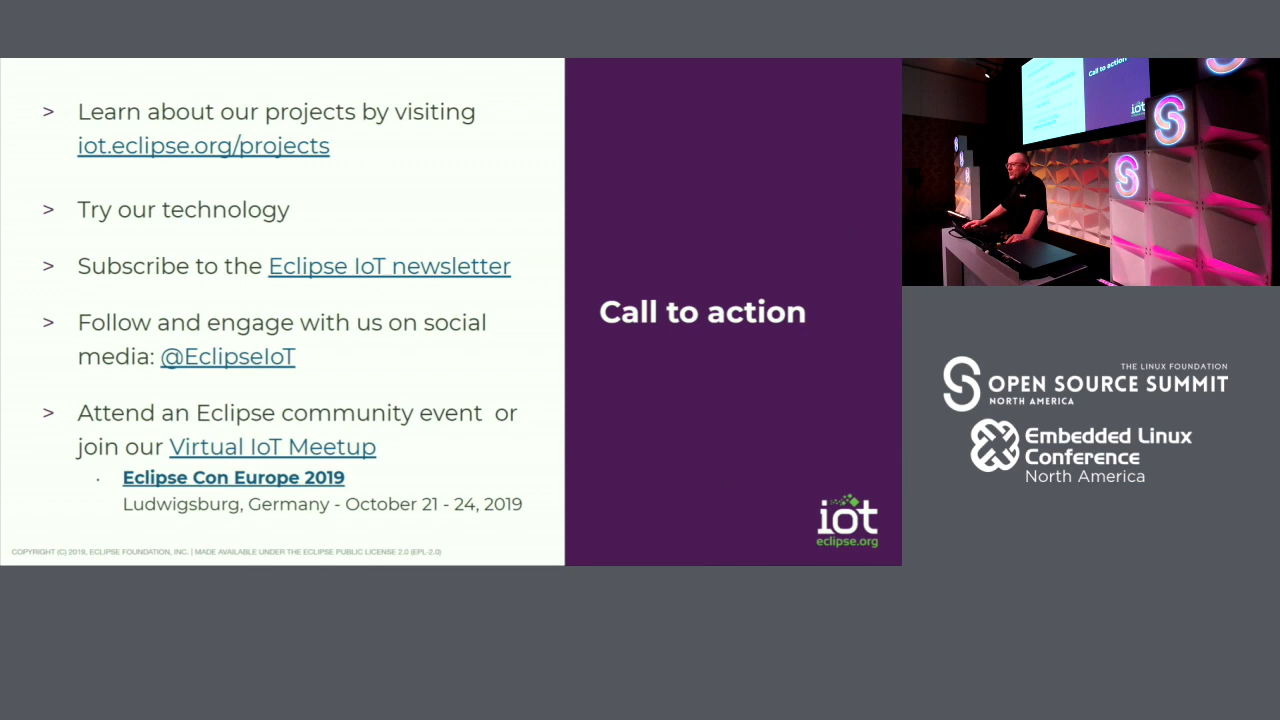 > Learn about our projects by visiting
iot.eclipse.org/projects
> Try our technology
> Subscribe to the Eclipse IoT newsletter
> Follow and engage with us on social
media: @EclipseIoT
> Attend an Eclipse community event or
join our Virtual IoT Meetup
· Eclipse Con Europe 2019
Ludwigsburg, Germany - October 21 - 24, 2019
COPYRIGHT (C) 2019, ECLIPSE FOUNDATION, INC. | MADE AVAILABLE UNDER THE ECLIPSE PUBLIC LICENSE 2.0 (EPL-2.0)
Call to action
iot
eclipse.org
Call to action
iot
THE LINUX FOUNDATION
OPEN SOURCE SUMMIT
NORTH AMERICA
Embedded Linux
Conference
North America